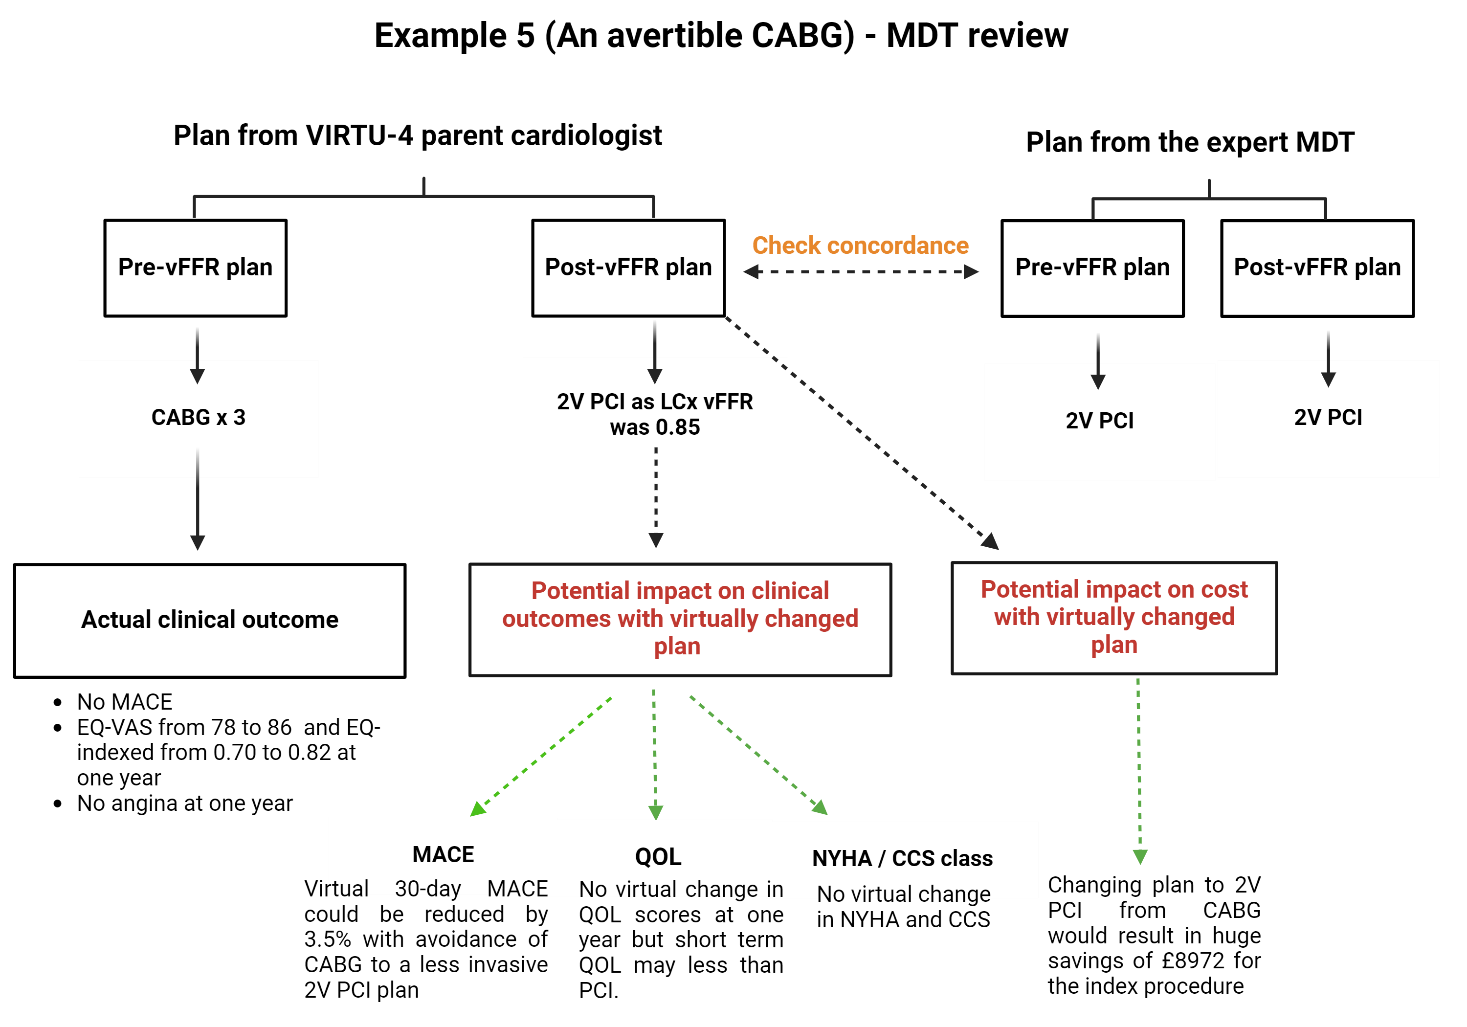 Example 5 (An avertible CABG) - MDT review
Plan from VIRTU-4 parent cardiologist
Plan from the expert MDT
Pre-vFFR plan
Post-vFFR plan
Check concordance
Pre-vFFR plan
Post-vFFR plan
CABG x 3
2V PCI as LCx vFFR
was 0.85
2V PCI
2V PCI
Actual clinical outcome
Potential impact on clinical
outcomes with virtually changed
plan
Potential impact on cost
with virtually changed
plan
• No MACE
• EQ-VAS from 78 to 86 and EQ-
indexed from 0.70 to 0.82 at
one year
• No angina at one year
MACE
Virtual 30-day MACE
could be reduced by
3.5% with avoidance of
CABG to a less invasive
2V PCI plan
QOL
No virtual change in
QOL scores at one
year but short term
QOL may less than
PCI.
NYHA / CCS class
No virtual change
in NYHA and CCS
Changing plan to 2V
PCI from CABG
would result in huge
savings of £8972 for
the index procedure